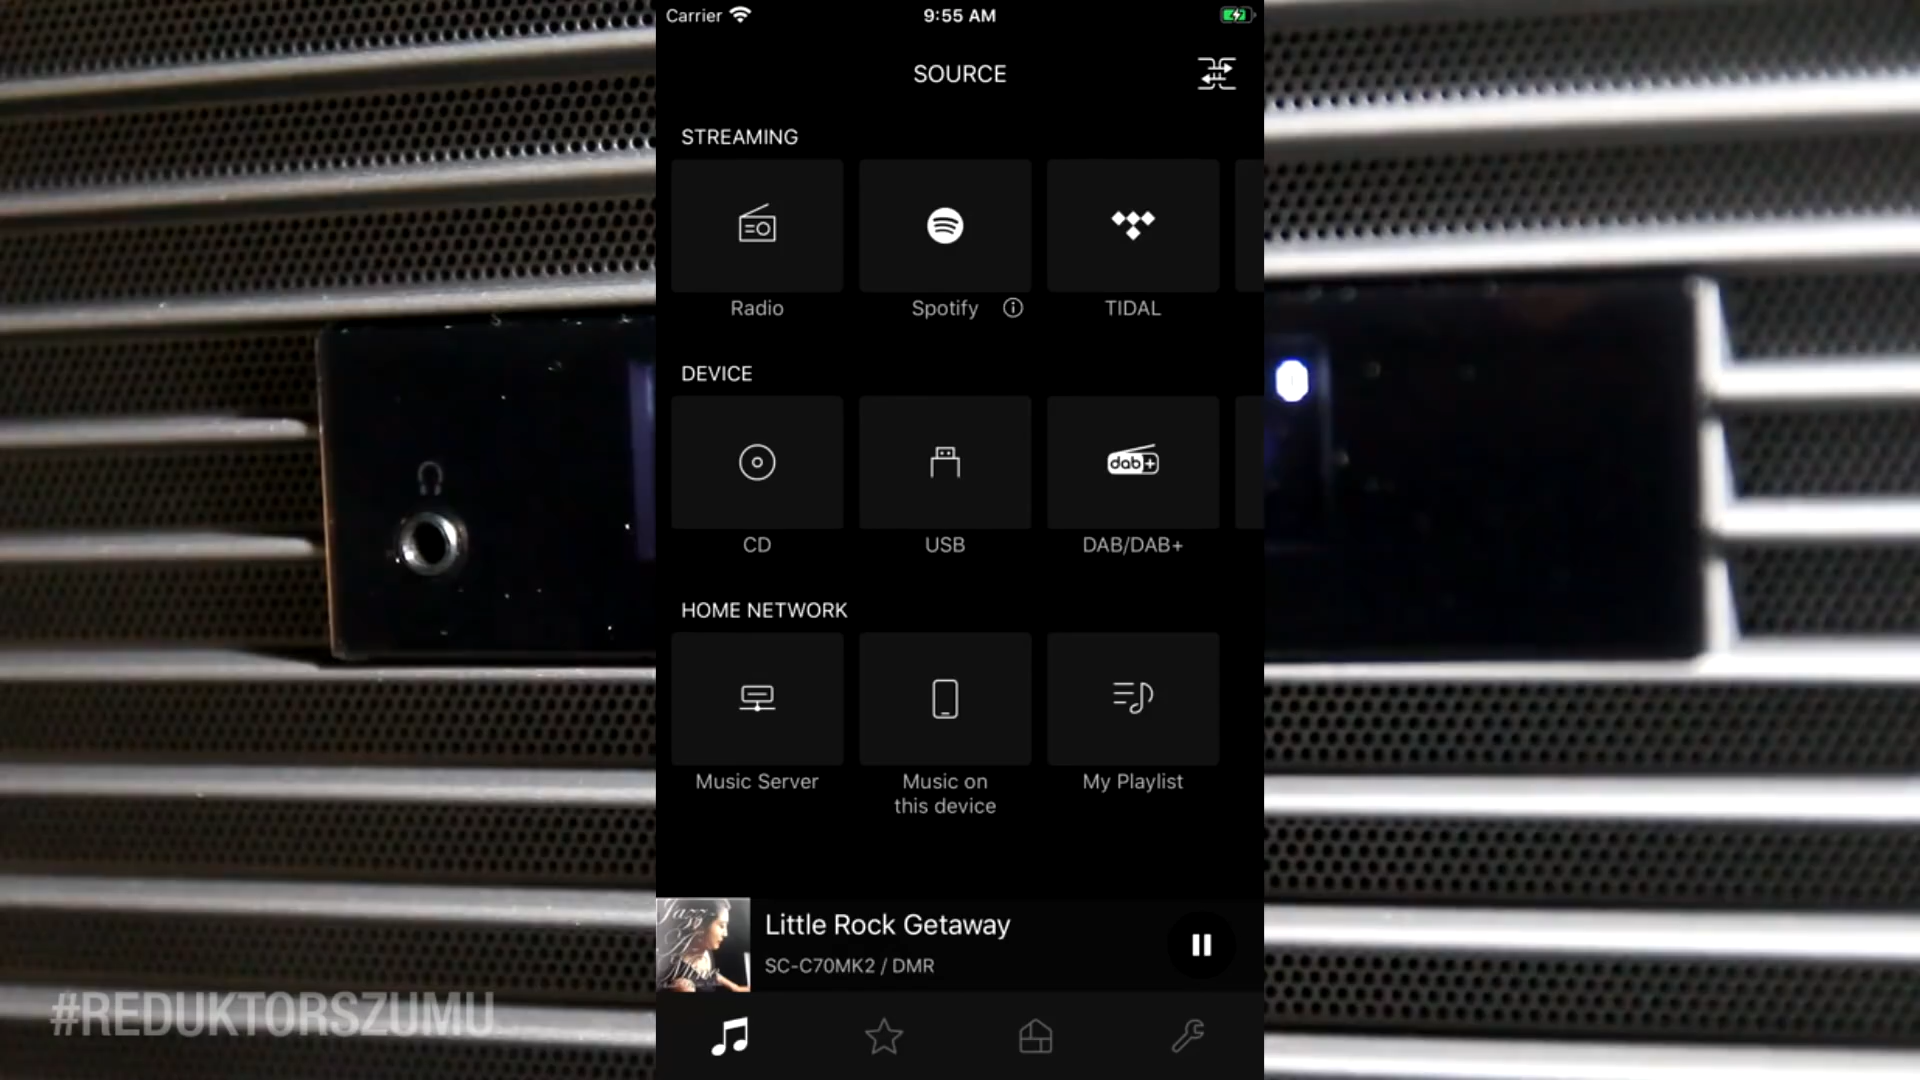 Carrier
9:55 AM
SOURCE
STREAMING
Radio
Spotify
TIDAL
DEVICE
dab+
CD
USB
DAB/DAB+
HOME NETWORK
Music Server
Music on
this device
My Playlist
Little Rock Getaway
SC-C70MK2 / DMR
#REDUKTORSZUMU